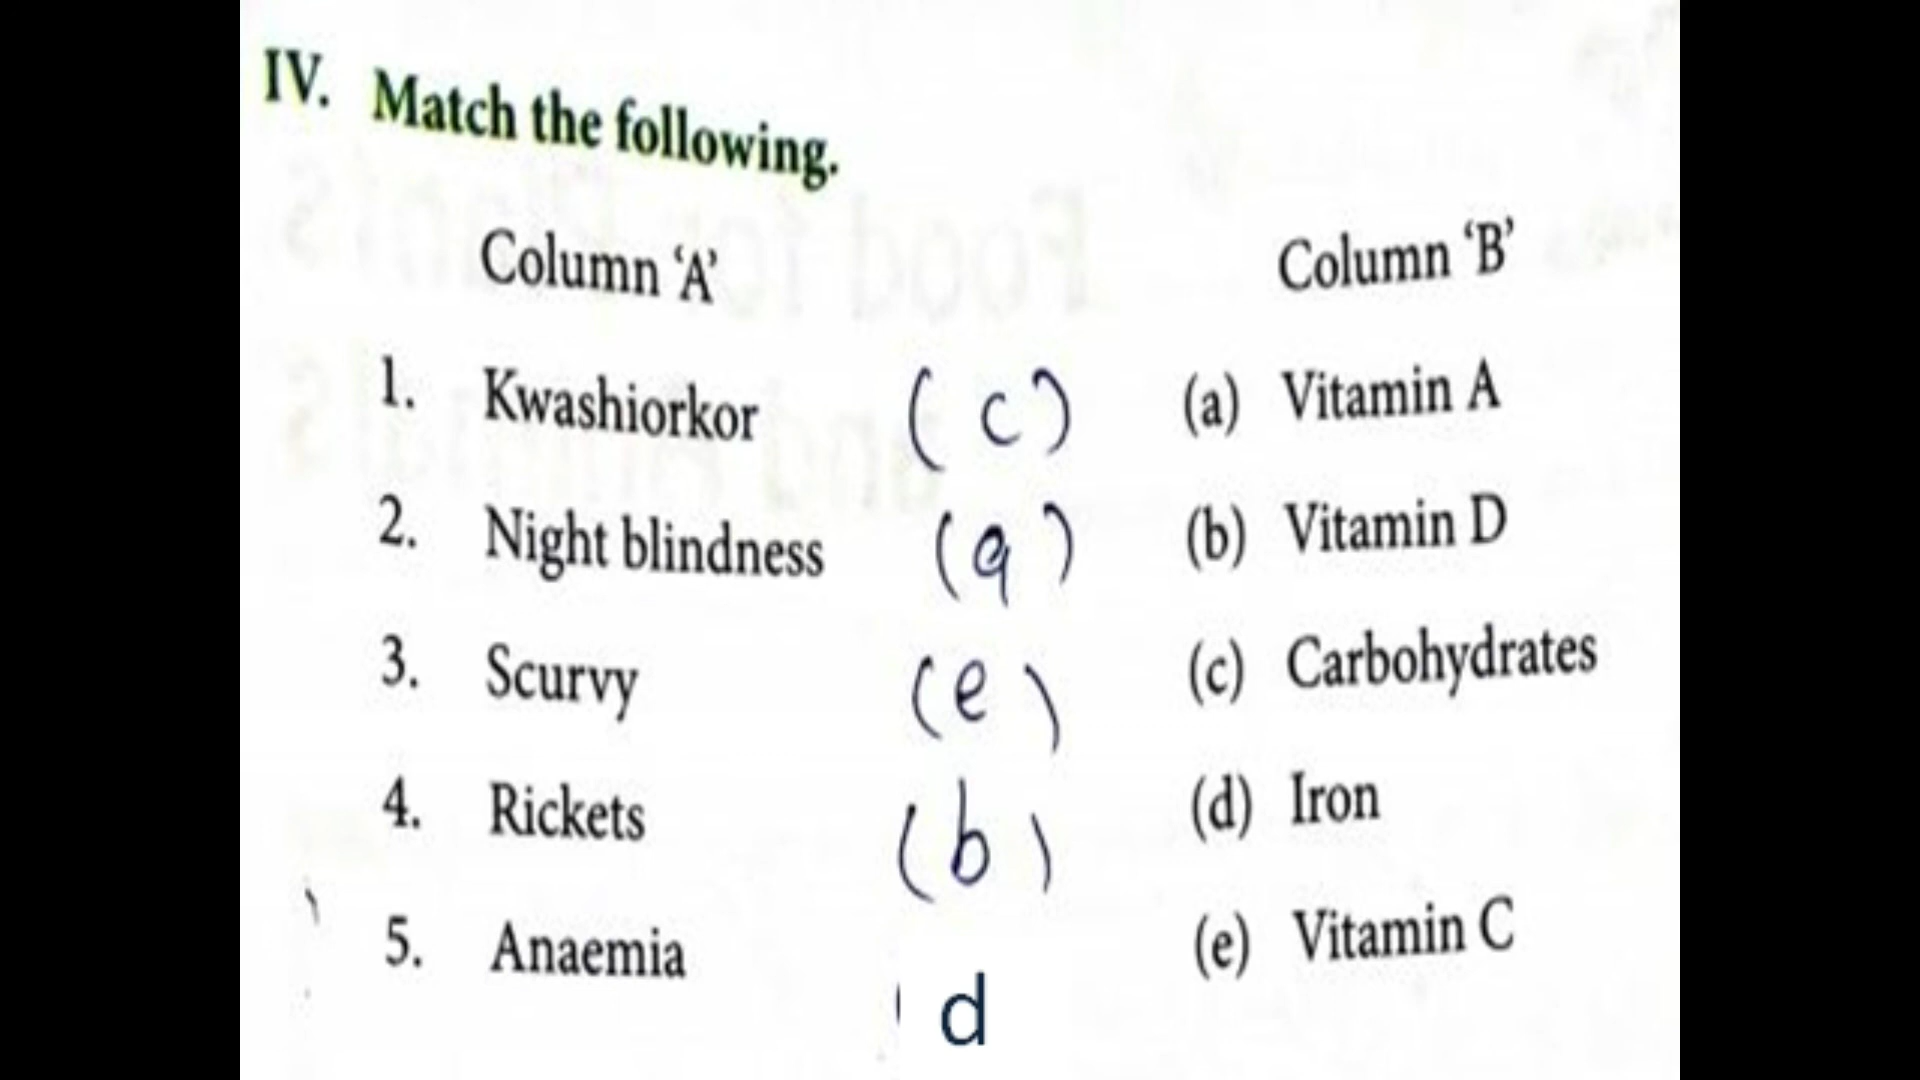 IV. Match the following.
Column ‘A’ Column ‘B’
1. Kwashiorkor (c) (a) Vitamin A
2. Night blindness (a) (b) Vitamin D
3. Scurvy (e) (c) Carbohydrates
4. Rickets (b) (d) Iron
5. Anaemia d (e) Vitamin C